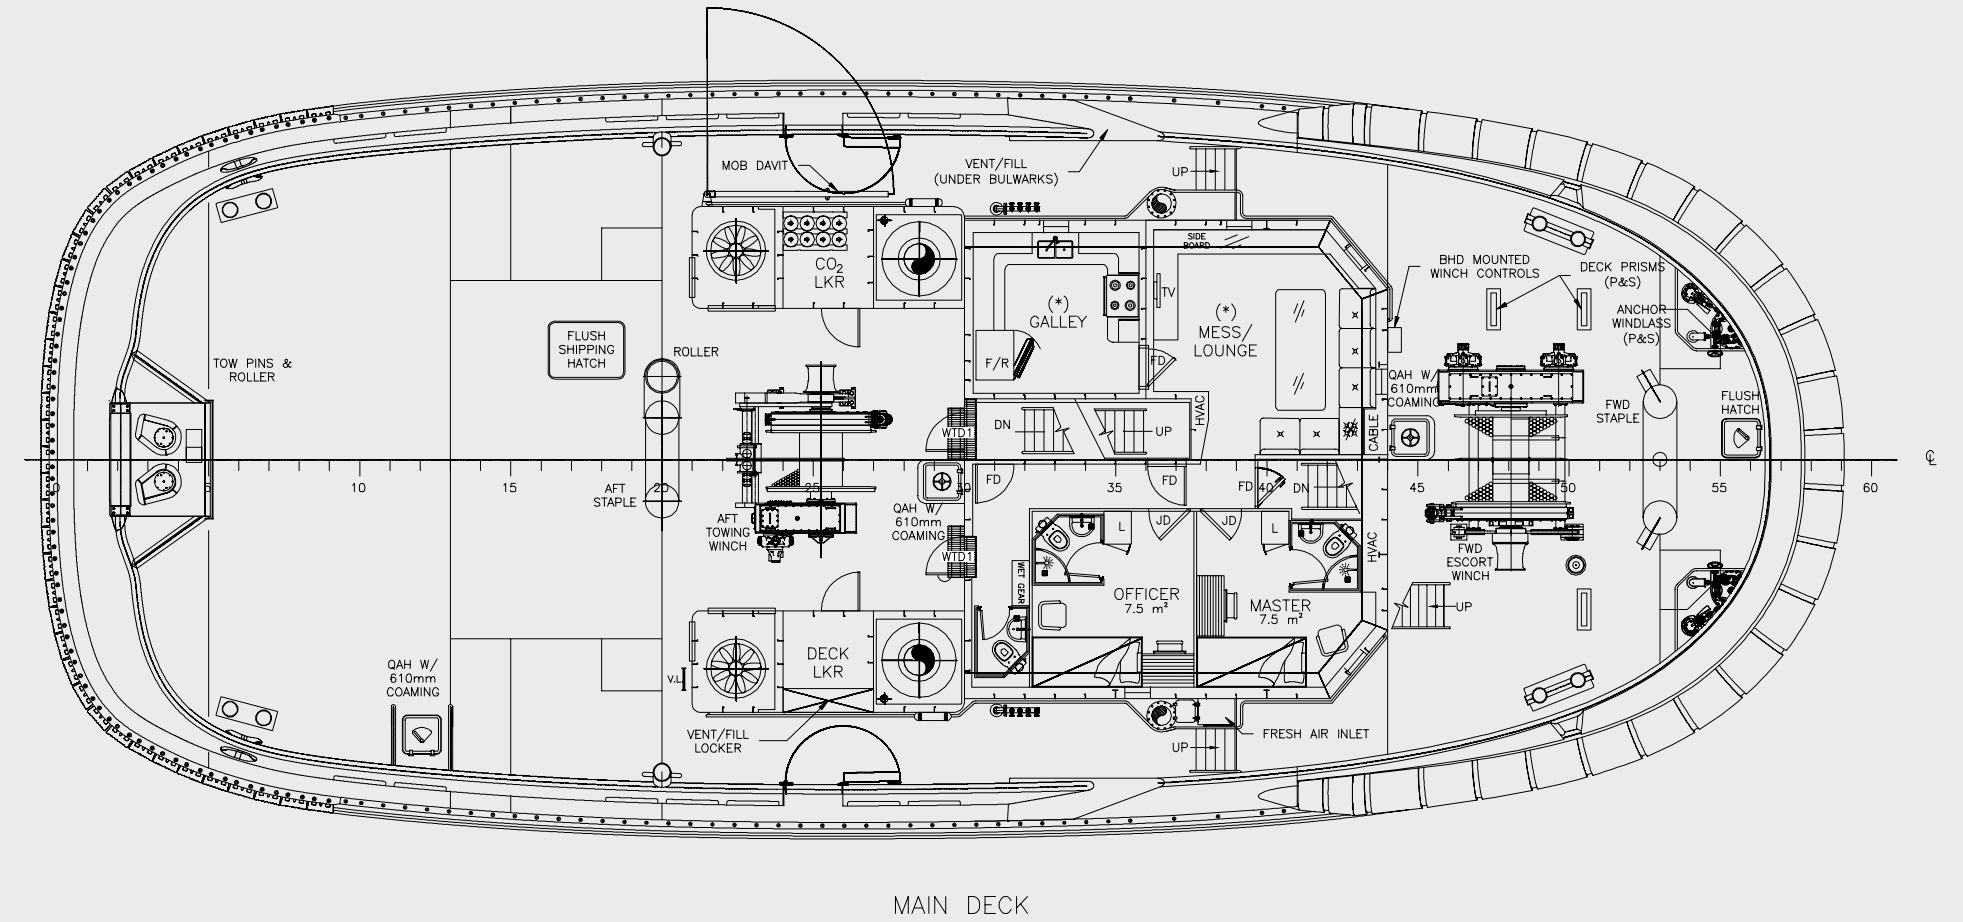 MOB DAVIT
VENT/FILL
(UNDER BULWARKS)
UP
SIDE
BOARD
CO₂
LKR
BHD MOUNTED
WINCH CONTROLS
DECK PRISMS
(P&S)
TV
(*)
GALLEY
(*)
MESS/
LOUNGE
ANCHOR
WINDLASS
(P&S)
FLUSH
SHIPPING
HATCH
ROLLER
TOW PINS &
ROLLER
F/R
FD
QAH W/
610mm
COAMING
HVAC
FWD
STAPLE
FLUSH
HATCH
WTD1
DN
UP
CABLE
℄
0
5
10
15
20
25
30
35
40
45
50
55
60
FD
FD
FD
DN
AFT
STAPLE
AFT
TOWING
WINCH
QAH W/
610mm
COAMING
L
JD
JD
L
HVAC
FWD
ESCORT
WINCH
WTD1
WET GEAR
OFFICER
7.5 m²
MASTER
7.5 m²
UP
QAH W/
610mm
COAMING
V.L.
DECK
LKR
VENT/FILL
LOCKER
UP
FRESH AIR INLET
MAIN DECK